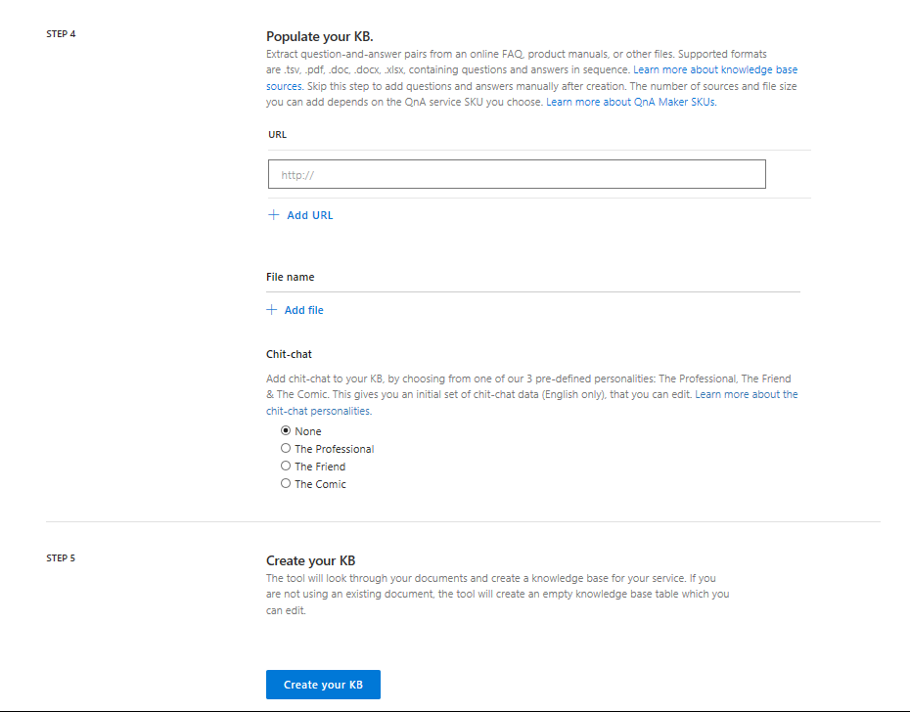 STEP 4
Populate your KB.
Extract question-and-answer pairs from an online FAQ, product manuals, or other files. Supported formats
are .tsv, .pdf, .doc, .docx, .xlsx, containing questions and answers in sequence. Learn more about knowledge base
sources. Skip this step to add questions and answers manually after creation. The number of sources and file size
you can add depends on the QnA service SKU you choose. Learn more about QnA Maker SKUs.
URL
http://
+ Add URL
File name
+ Add file
Chit-chat
Add chit-chat to your KB, by choosing from one of our 3 pre-defined personalities: The Professional, The Friend
& The Comic. This gives you an initial set of chit-chat data (English only), that you can edit. Learn more about the
chit-chat personalities.
None
The Professional
The Friend
The Comic
STEP 5
Create your KB
The tool will look through your documents and create a knowledge base for your service. If you
are not using an existing document, the tool will create an empty knowledge base table which you
can edit.
Create your KB